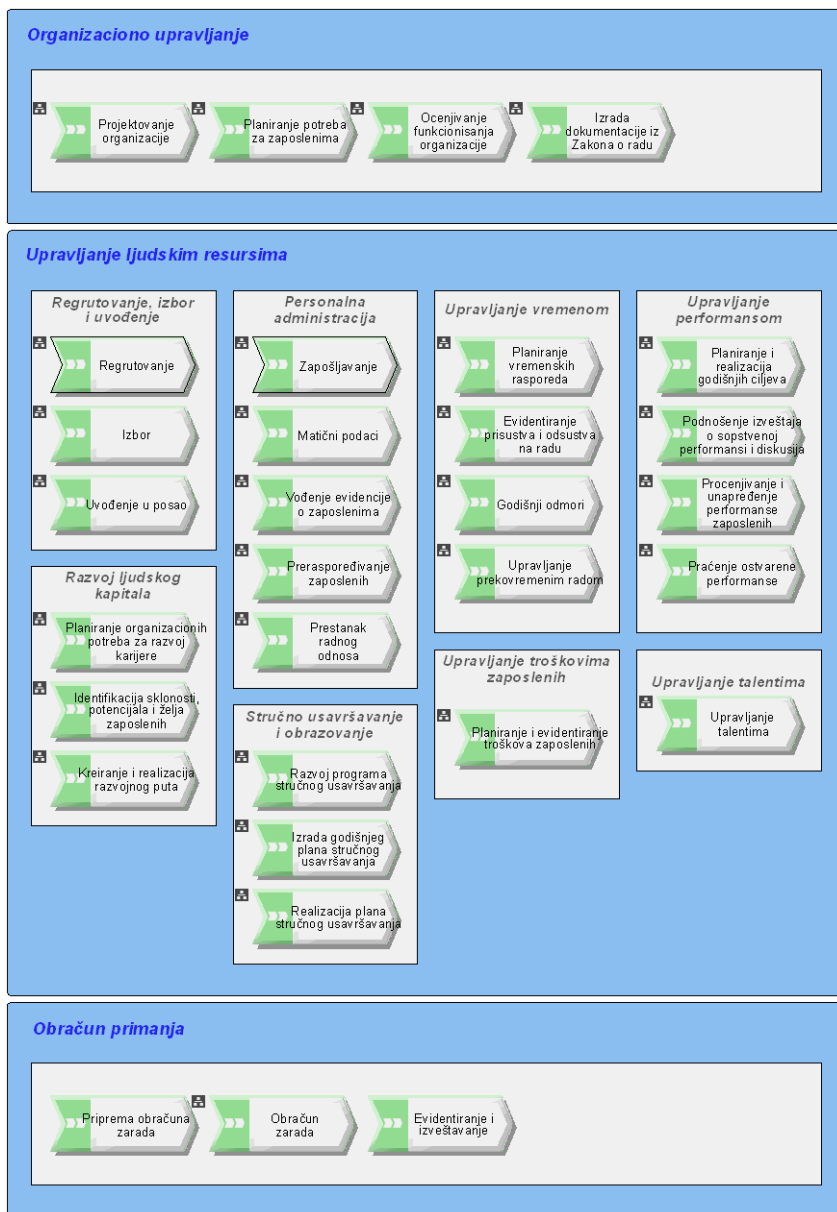 Organizaciono upravljanje
Projektovanje
organizacije
Planiranje potreba
za zaposlenima
Ocenjivanje
funkcionisanja
organizacije
Izrada
dokumentacije iz
Zakona o radu
Upravljanje ljudskim resursima
Regrutovanje, izbor
i uvođenje
Regrutovanje
Izbor
Uvođenje u posao
Razvoj ljudskog
kapitala
Planiranje organizacionih
potreba za razvoj
karijere
Identifikacija sklonosti,
potencijala i želja
zaposlenih
Kreiranje i realizacija
razvojnog puta
Personalna
administracija
Zapošljavanje
Matični podaci
Vođenje evidencije
o zaposlenima
Preraspoređivanje
zaposlenih
Prestanak
radnog
odnosa
Stručno usavršavanje
i obrazovanje
Razvoj programa
stručnog usavršavanja
Izrada godišnjeg
plana stručnog
usavršavanja
Realizacija plana
stručnog usavršavanja
Upravljanje vremenom
Planiranje
vremenskih
rasporeda
Evidentiranje
prisustva i odsustva
na radu
Godišnji odmori
Upravljanje
prekovremenim radom
Upravljanje troškovima
zaposlenih
Planiranje i evidentiranje
troškova zaposlenih
Upravljanje
performansom
Planiranje i
realizacija
godišnjih ciljeva
Podnošenje izveštaja
o sopstvenoj
performansi i diskusija
Procenjivanje i
unapređenje
performanse
zaposlenih
Praćenje ostvarene
performanse
Upravljanje talentima
Upravljanje
talentima
Obračun primanja
Priprema obračuna
zarada
Obračun
zarada
Evidentiranje i
izveštavanje